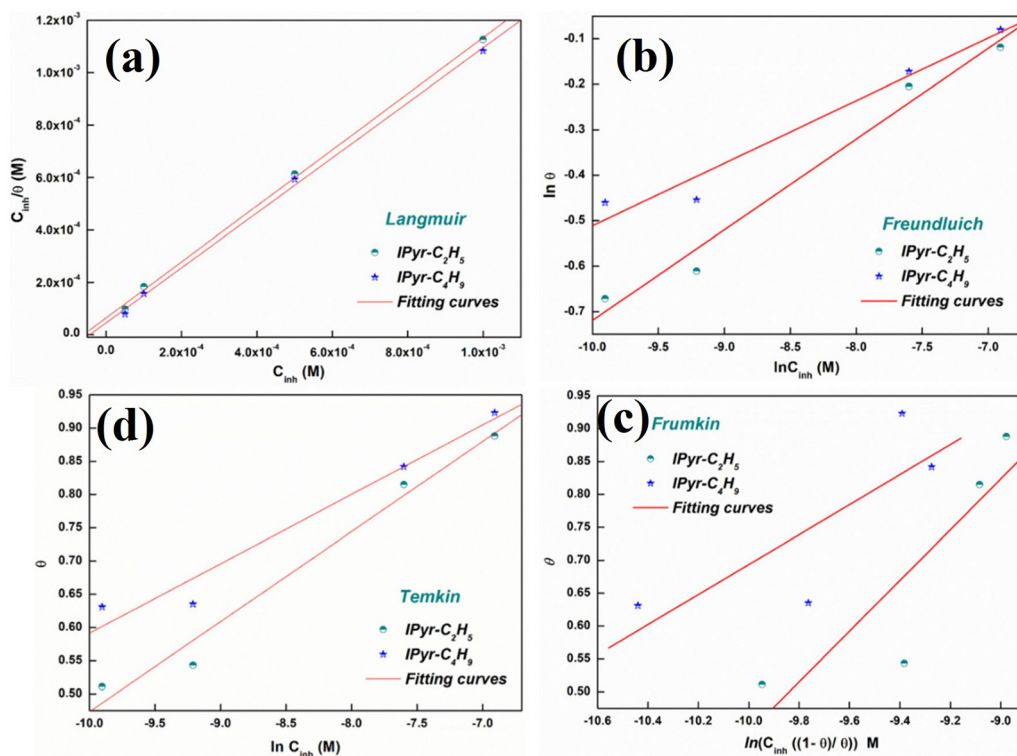 (a)
1.2x10⁻³
1.0x10⁻³
8.0x10⁻⁴
6.0x10⁻⁴
4.0x10⁻⁴
2.0x10⁻⁴
0.0
C_inh/θ (M)
Langmuir
IPyr-C₂H₅
IPyr-C₄H₉
Fitting curves
0.0 2.0x10⁻⁴ 4.0x10⁻⁴ 6.0x10⁻⁴ 8.0x10⁻⁴ 1.0x10⁻³
C_inh (M)
(b)
-0.1
-0.2
-0.3
-0.4
-0.5
-0.6
-0.7
ln θ
Freundluich
IPyr-C₂H₅
IPyr-C₄H₉
Fitting curves
-10.0 -9.5 -9.0 -8.5 -8.0 -7.5 -7.0
lnC_inh (M)
(d)
0.95
0.90
0.85
0.80
0.75
0.70
0.65
0.60
0.55
0.50
θ
Temkin
IPyr-C₂H₅
IPyr-C₄H₉
Fitting curves
-10.0 -9.5 -9.0 -8.5 -8.0 -7.5 -7.0
ln C_inh (M)
(c)
Frumkin
IPyr-C₂H₅
IPyr-C₄H₉
Fitting curves
0.95
0.90
0.85
0.80
0.75
0.70
0.65
0.60
0.55
0.50
θ
-10.6 -10.4 -10.2 -10.0 -9.8 -9.6 -9.4 -9.2 -9.0
ln(C_inh ((1- θ)/ θ)) M